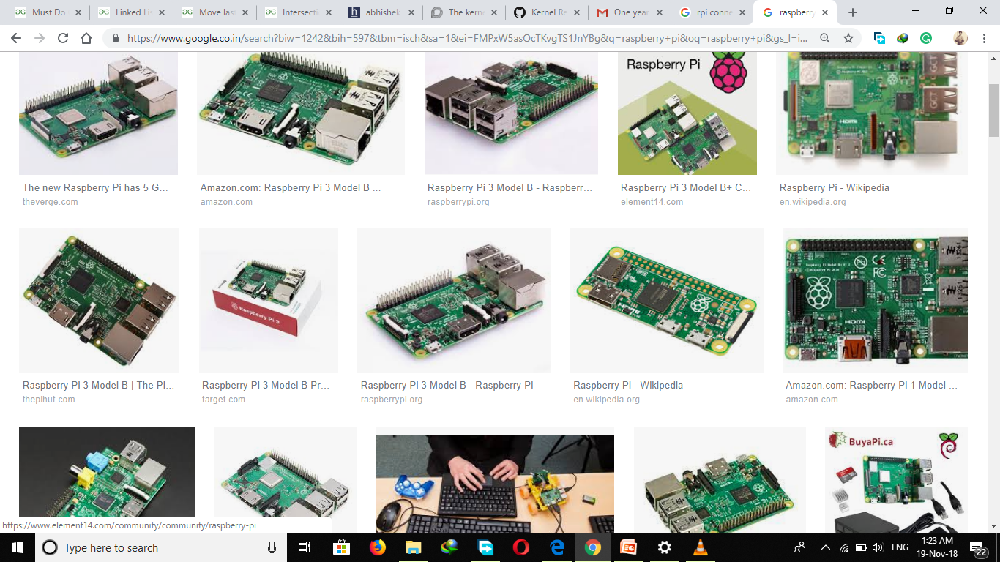 Must Do
Linked Lis
Move las
Intersecti
abhishek
The kern
Kernel Re
One year
rpi conne
raspberry
https://www.google.co.in/search?biw=1242&bih=597&tbm=isch&sa=1&ei=FMPxW5asOcTKvgTS1JnYBg&q=raspberry+pi&oq=raspberry+pi&gs_l=i...
Raspberry Pi
HDMI
The new Raspberry Pi has 5 G...
theverge.com
Amazon.com: Raspberry Pi 3 Model B ...
amazon.com
Raspberry Pi 3 Model B - Raspberr...
raspberrypi.org
Raspberry Pi 3 Model B+ C...
element14.com
Raspberry Pi - Wikipedia
en.wikipedia.org
Raspberry Pi 3
HDMI
Raspberry Pi 3 Model B | The Pi...
thepihut.com
Raspberry Pi 3 Model B Pr...
target.com
Raspberry Pi 3 Model B - Raspberry Pi
raspberrypi.org
Raspberry Pi - Wikipedia
en.wikipedia.org
Amazon.com: Raspberry Pi 1 Model ...
amazon.com
BuyaPi.ca
https://www.element14.com/community/community/raspberry-pi
Type here to search
ENG
1:23 AM
19-Nov-18
22